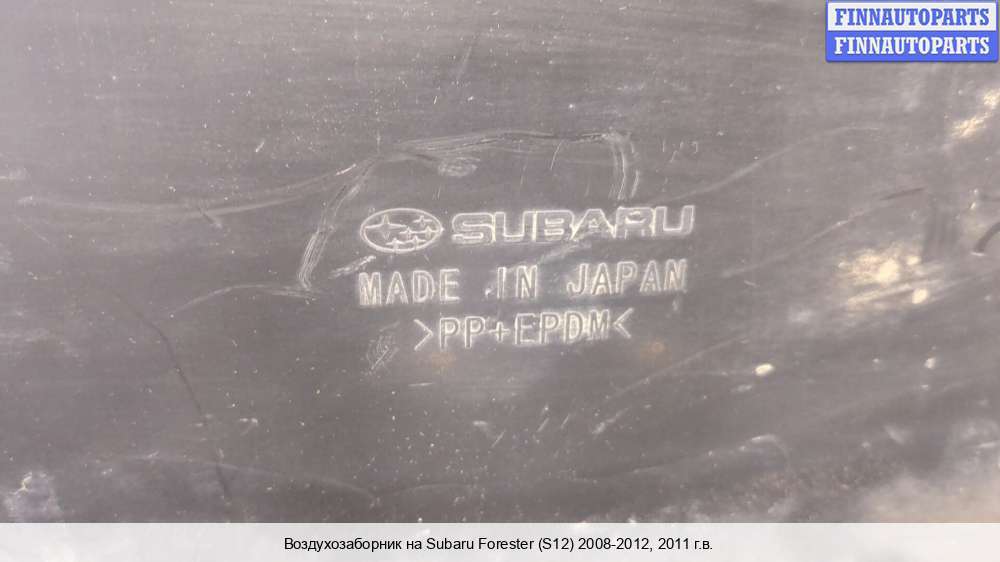 FINNAUTOPARTS
FINNAUTOPARTS
SUBARU
MADE IN JAPAN
>PP+EPDM<
Воздухозаборник на Subaru Forester (S12) 2008-2012, 2011 г.в.